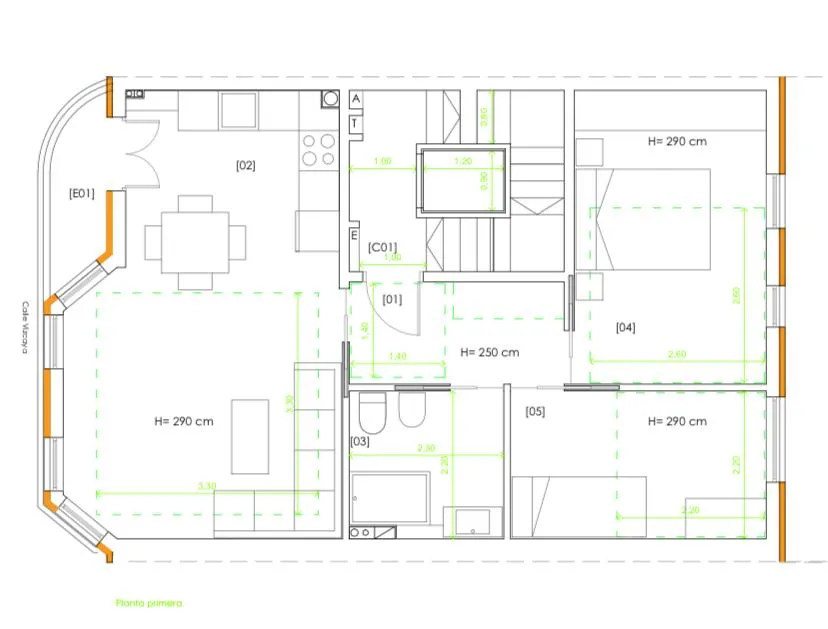 A
T
0.80
H= 290 cm
[02]
1.00
1.20
0.90
[E01]
E
[C01]
1.00
[01]
2.60
Calle Vizcaya
1.40
[04]
H= 250 cm
1.40
2.60
3.30
[05]
H= 290 cm
H= 290 cm
[03]
2.50
2.20
2.20
3.30
2.20
Planta primera